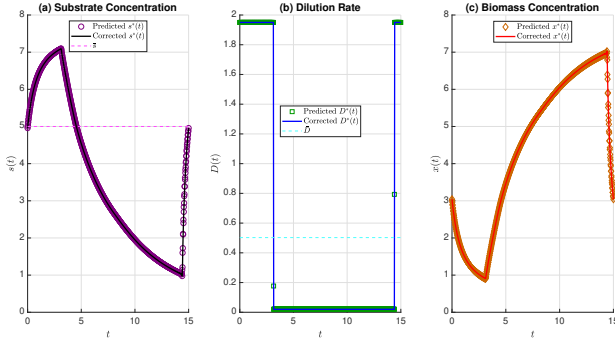 (a) Substrate Concentration
Predicted s*(t)
Corrected s*(t)
s̄
s(t)
8
7
6
5
4
3
2
1
0
0
5
10
15
t
(b) Dilution Rate
Predicted D*(t)
Corrected D*(t)
D̄
D(t)
2
1.8
1.6
1.4
1.2
1
0.8
0.6
0.4
0.2
0
0
5
10
15
t
(c) Biomass Concentration
Predicted x*(t)
Corrected x*(t)
x(t)
8
7
6
5
4
3
2
1
0
0
5
10
15
t